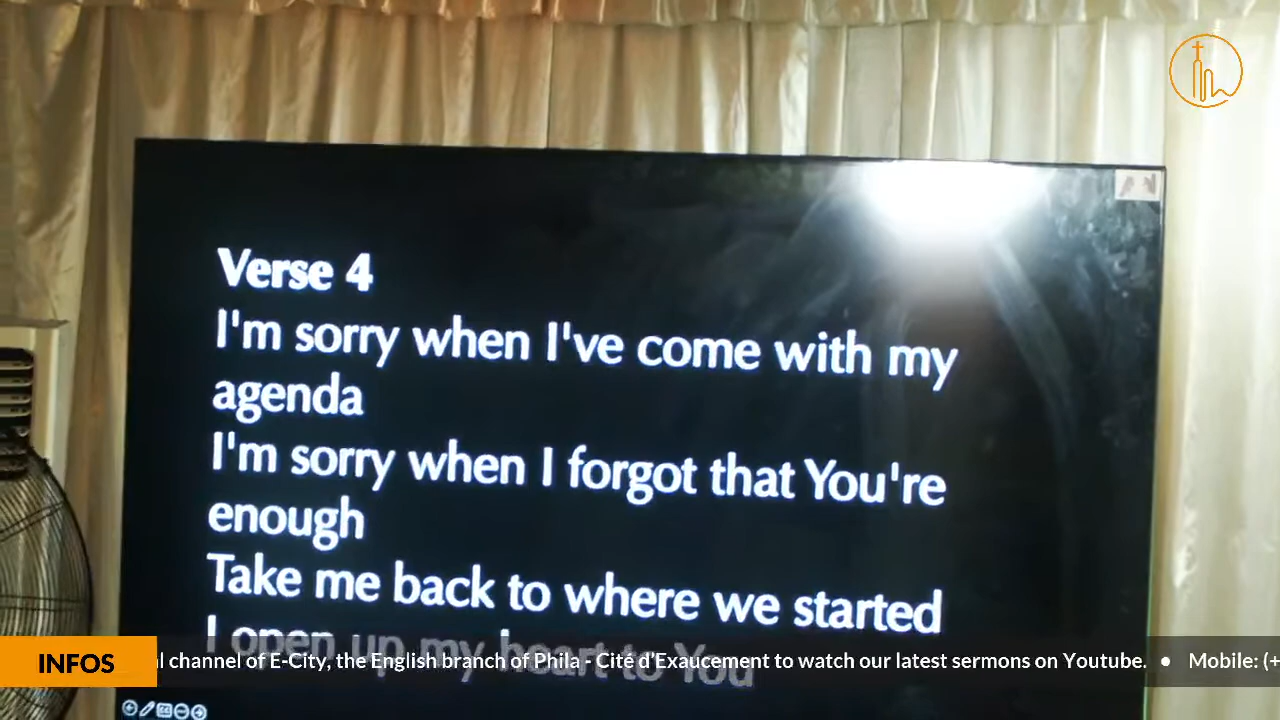 Verse 4
I'm sorry when I've come with my
agenda
I'm sorry when I forgot that You're
enough
Take me back to where we started
I open up my heart to You
INFOS
l channel of E-City, the English branch of Phila - Cité d'Exaucement to watch our latest sermons on Youtube. • Mobile: (+